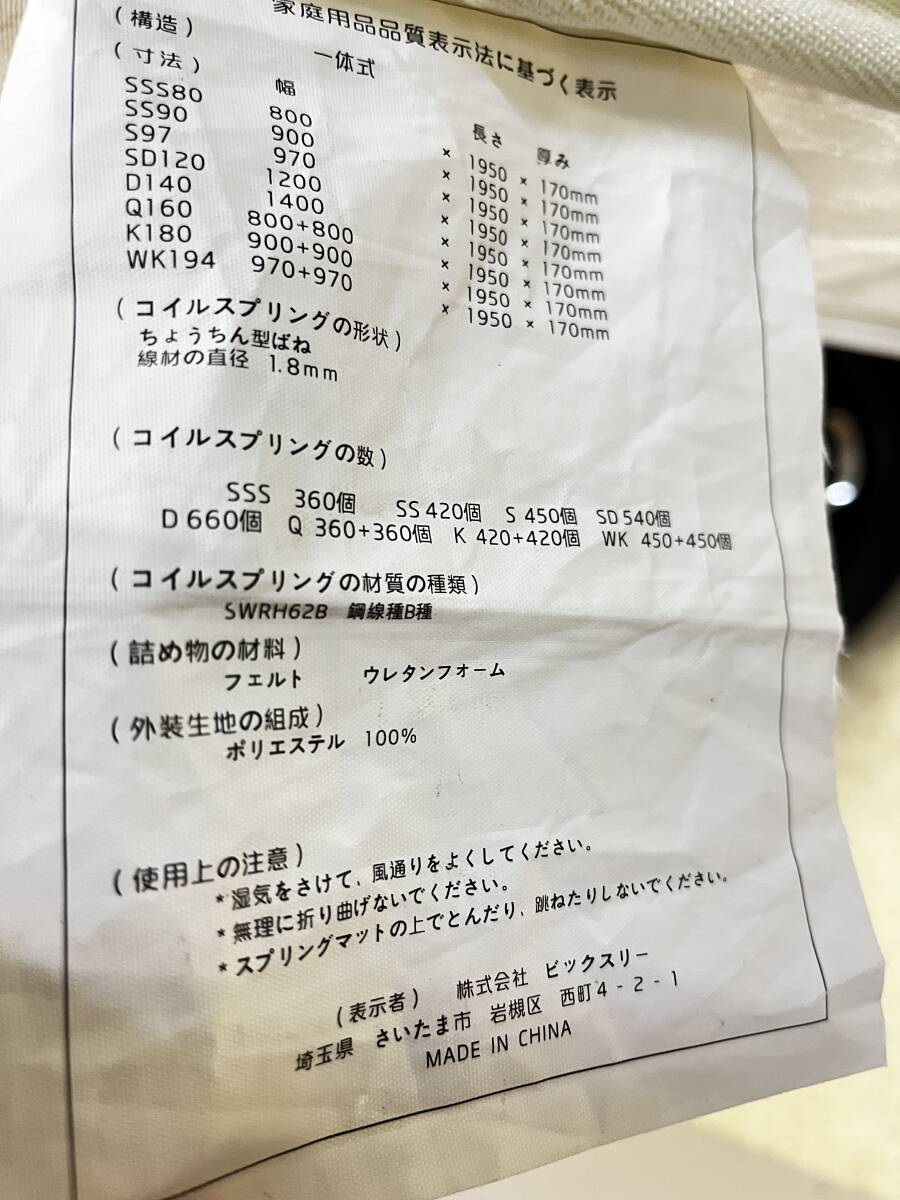 家庭用品品質表示法に基づく表示
(構造) 一体式
(寸法) 幅 長さ 厚み
SSS80 800 × 1950 × 170mm
SS90 900 × 1950 × 170mm
S97 970 × 1950 × 170mm
SD120 1200 × 1950 × 170mm
D140 1400 × 1950 × 170mm
Q160 800+800 × 1950 × 170mm
K180 900+900 × 1950 × 170mm
WK194 970+970 × 1950 × 170mm
(コイルスプリングの形状)
ちょうちん型ばね
線材の直径 1.8mm
(コイルスプリングの数)
SSS 360個 SS 420個 S 450個 SD 540個
D 660個 Q 360+360個 K 420+420個 WK 450+450個
(コイルスプリングの材質の種類)
SWRH62B 鋼線種B種
(詰め物の材料)
フェルト ウレタンフォーム
(外装生地の組成)
ポリエステル 100%
(使用上の注意)
*湿気をさけて、風通りをよくしてください。
*無理に折り曲げないでください。
*スプリングマットの上でとんだり、跳ねたりしないでください。
(表示者) 株式会社 ビックスリー
埼玉県 さいたま市 岩槻区 西町4-2-1
MADE IN CHINA